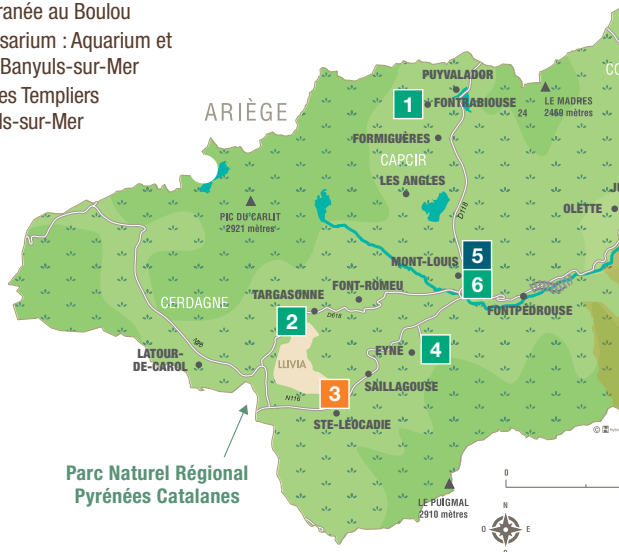 ranée au Boulou
sarium : Aquarium et
Banyuls-sur-Mer
es Templiers
ls-sur-Mer
ARIÈGE
PUYVALADOR
1
FONTRABIOUSE
LE MADRES
24
2469 mètres
CO
FORMIGUÈRES
CAPCIR
LES ANGLES
D118
PIC DU CARLIT
2921 mètres
JU
OLETTE
MONT-LOUIS
5
6
CERDAGNE
TARGASONNE
FONT-ROMEU
FONTPÉDROUSE
2
D618
LATOUR-
DE-CAROL
LLIVIA
EYNE
4
SAILLAGOUSE
3
N116
STE-LÉOCADIE
Parc Naturel Régional
Pyrénées Catalanes
LE PUIGMAL
2910 mètres
0
N
O
E
S